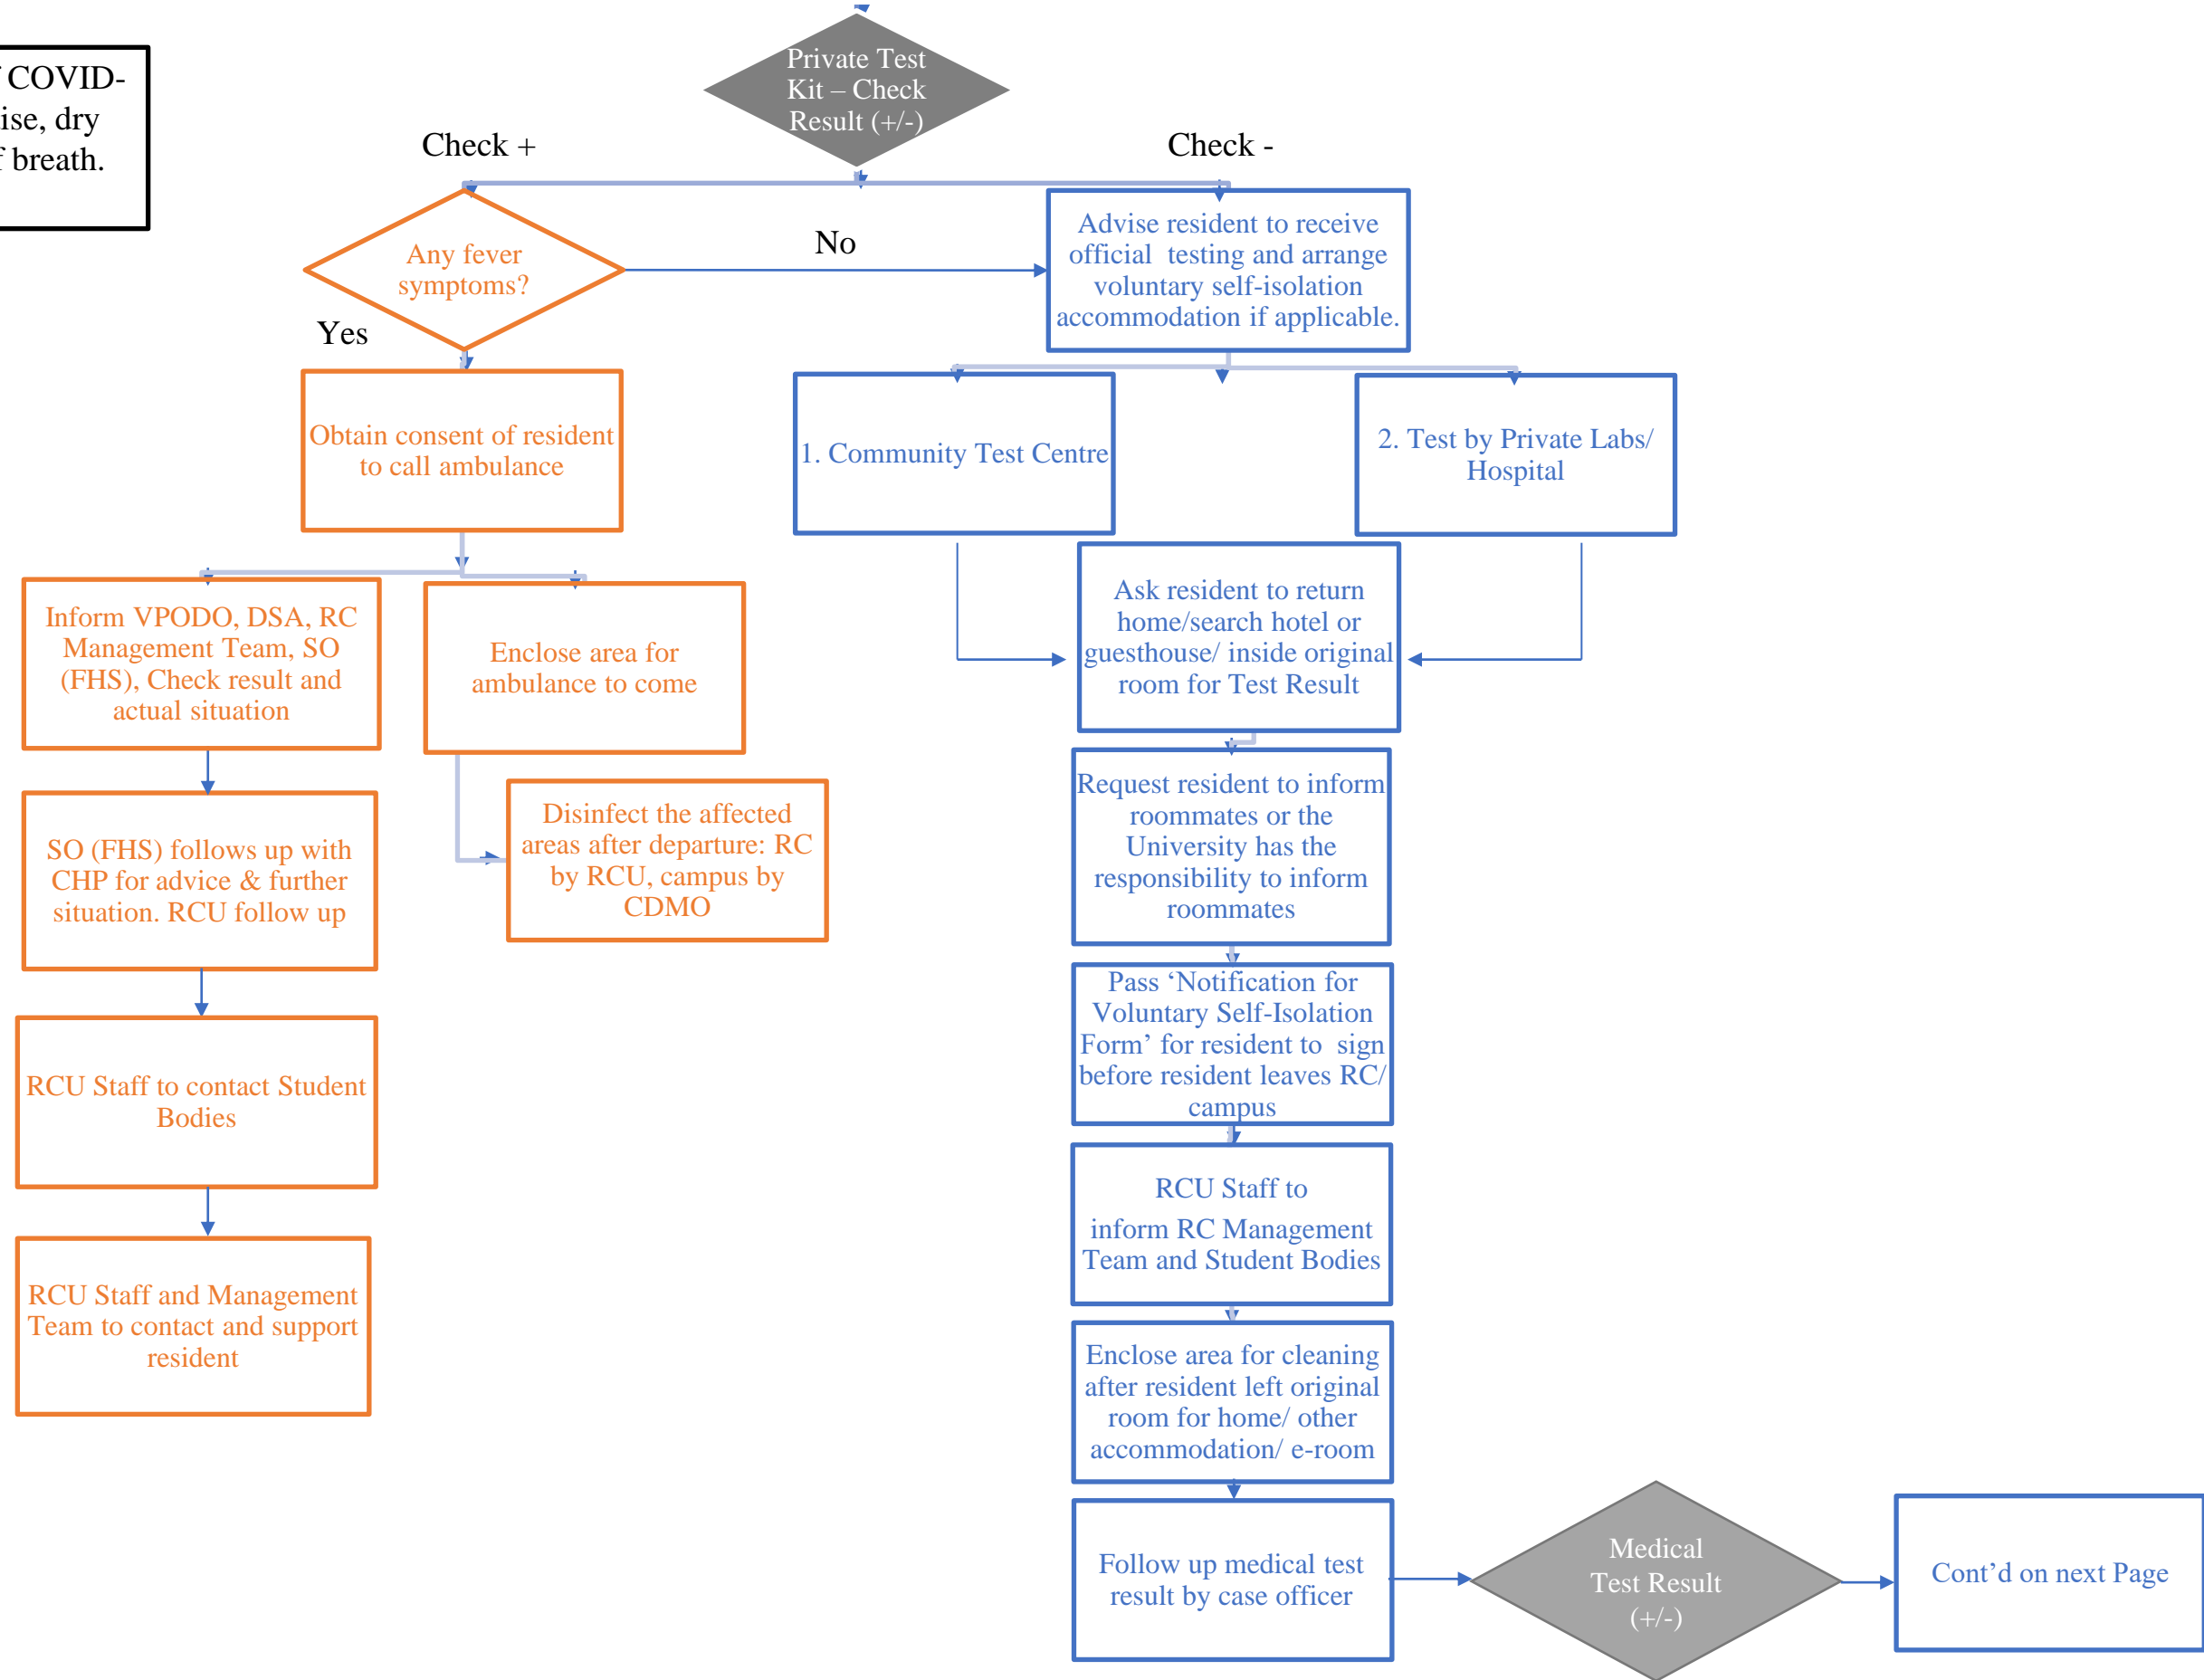 COVID-
ise, dry
f breath.
Private Test
Kit – Check
Result (+/-)
Check +
Check -
Any fever
symptoms?
No
Yes
Advise resident to receive
official testing and arrange
voluntary self-isolation
accommodation if applicable.
Obtain consent of resident
to call ambulance
1. Community Test Centre
2. Test by Private Labs/
Hospital
Inform VPODO, DSA, RC
Management Team, SO
(FHS), Check result and
actual situation
Enclose area for
ambulance to come
Ask resident to return
home/search hotel or
guesthouse/ inside original
room for Test Result
SO (FHS) follows up with
CHP for advice & further
situation. RCU follow up
Disinfect the affected
areas after departure: RC
by RCU, campus by
CDMO
Request resident to inform
roommates or the
University has the
responsibility to inform
roommates
RCU Staff to contact Student
Bodies
Pass ‘Notification for
Voluntary Self-Isolation
Form’ for resident to sign
before resident leaves RC/
campus
RCU Staff and Management
Team to contact and support
resident
RCU Staff to
inform RC Management
Team and Student Bodies
Enclose area for cleaning
after resident left original
room for home/ other
accommodation/ e-room
Follow up medical test
result by case officer
Medical
Test Result
(+/-)
Cont’d on next Page